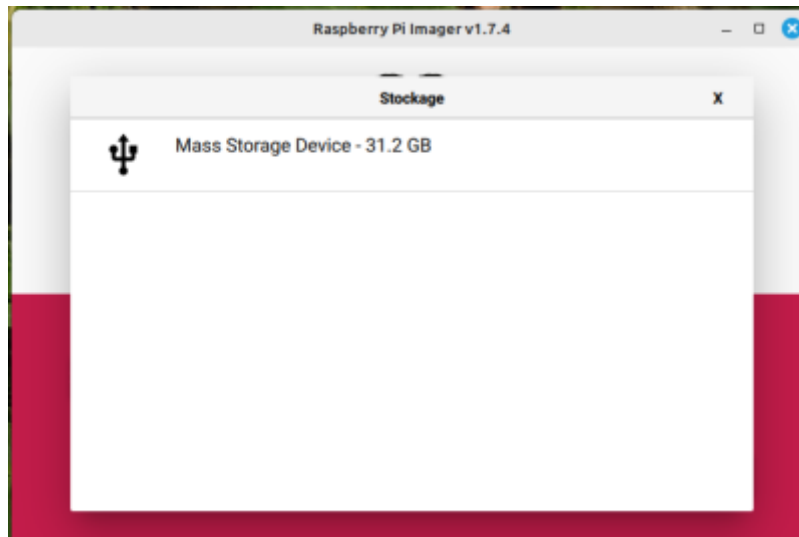 Raspberry Pi Imager v1.7.4
Stockage X
Mass Storage Device - 31.2 GB